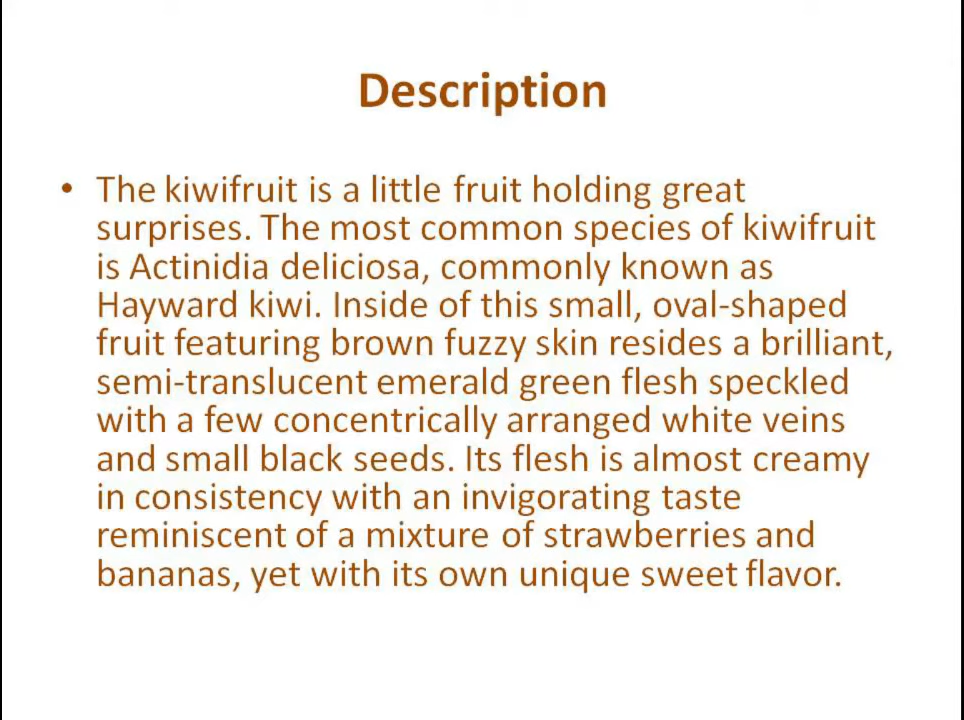 Description
• The kiwifruit is a little fruit holding great
surprises. The most common species of kiwifruit
is Actinidia deliciosa, commonly known as
Hayward kiwi. Inside of this small, oval-shaped
fruit featuring brown fuzzy skin resides a brilliant,
semi-translucent emerald green flesh speckled
with a few concentrically arranged white veins
and small black seeds. Its flesh is almost creamy
in consistency with an invigorating taste
reminiscent of a mixture of strawberries and
bananas, yet with its own unique sweet flavor.